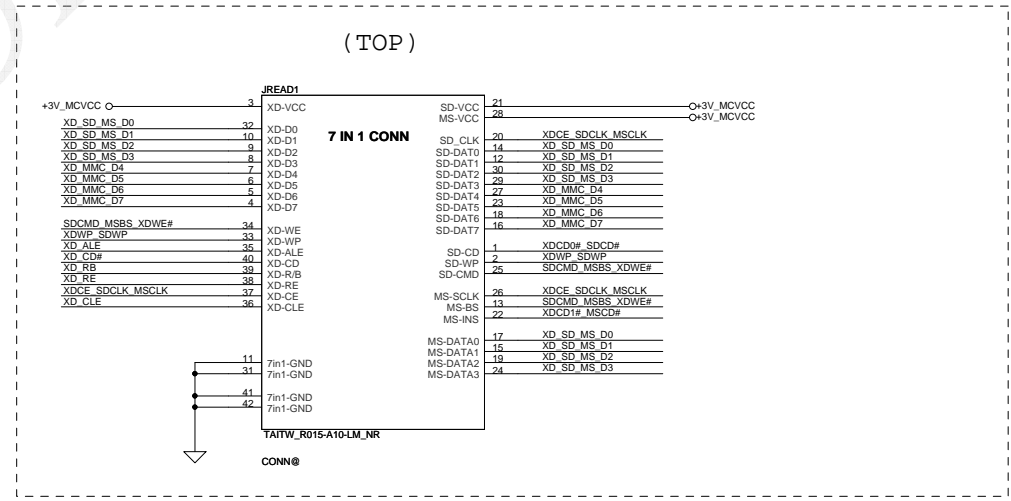 (TOP)
JREAD1
+3V_MCVCC 3 XD-VCC
XD_SD_MS_D0 32 XD-D0
XD_SD_MS_D1 10 XD-D1
XD_SD_MS_D2 9 XD-D2
XD_SD_MS_D3 8 XD-D3
XD_MMC_D4 7 XD-D4
XD_MMC_D5 6 XD-D5
XD_MMC_D6 5 XD-D6
XD_MMC_D7 4 XD-D7
SDCMD_MSBS_XDWE# 34 XD-WE
XDWP_SDWP 33 XD-WP
XD_ALE 35 XD-ALE
XD_CD# 40 XD-CD
XD_RB 39 XD-R/B
XD_RE 38 XD-RE
XDCE_SDCLK_MSCLK 37 XD-CE
XD_CLE 36 XD-CLE
11 7in1-GND
31 7in1-GND
41 7in1-GND
42 7in1-GND
7 IN 1 CONN
SD-VCC 21 +3V_MCVCC
MS-VCC 28 +3V_MCVCC
SD_CLK 20 XDCE_SDCLK_MSCLK
SD-DAT0 14 XD_SD_MS_D0
SD-DAT1 12 XD_SD_MS_D1
SD-DAT2 30 XD_SD_MS_D2
SD-DAT3 29 XD_SD_MS_D3
SD-DAT4 27 XD_MMC_D4
SD-DAT5 23 XD_MMC_D5
SD-DAT6 18 XD_MMC_D6
SD-DAT7 16 XD_MMC_D7
SD-CD 1 XDCD0#_SDCD#
SD-WP 2 XDWP_SDWP
SD-CMD 25 SDCMD_MSBS_XDWE#
MS-SCLK 26 XDCE_SDCLK_MSCLK
MS-BS 13 SDCMD_MSBS_XDWE#
MS-INS 22 XDCD1#_MSCD#
MS-DATA0 17 XD_SD_MS_D0
MS-DATA1 15 XD_SD_MS_D1
MS-DATA2 19 XD_SD_MS_D2
MS-DATA3 24 XD_SD_MS_D3
TAITW_R015-A10-LM_NR
CONN@